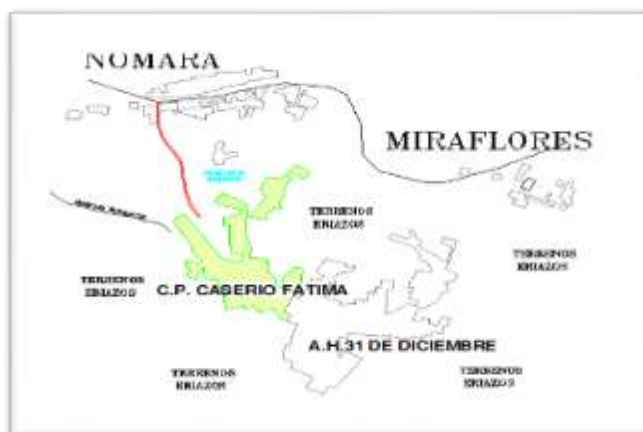 NOMARA
MIRAFLORES
TERRENOS
ERIAZOS
TERRENOS
ERIAZOS
TERRENOS
ERIAZOS
C.P. CASERIO FATIMA
A.H.31 DE DICIEMBRE
TERRENOS
ERIAZOS
TERRENOS
ERIAZOS